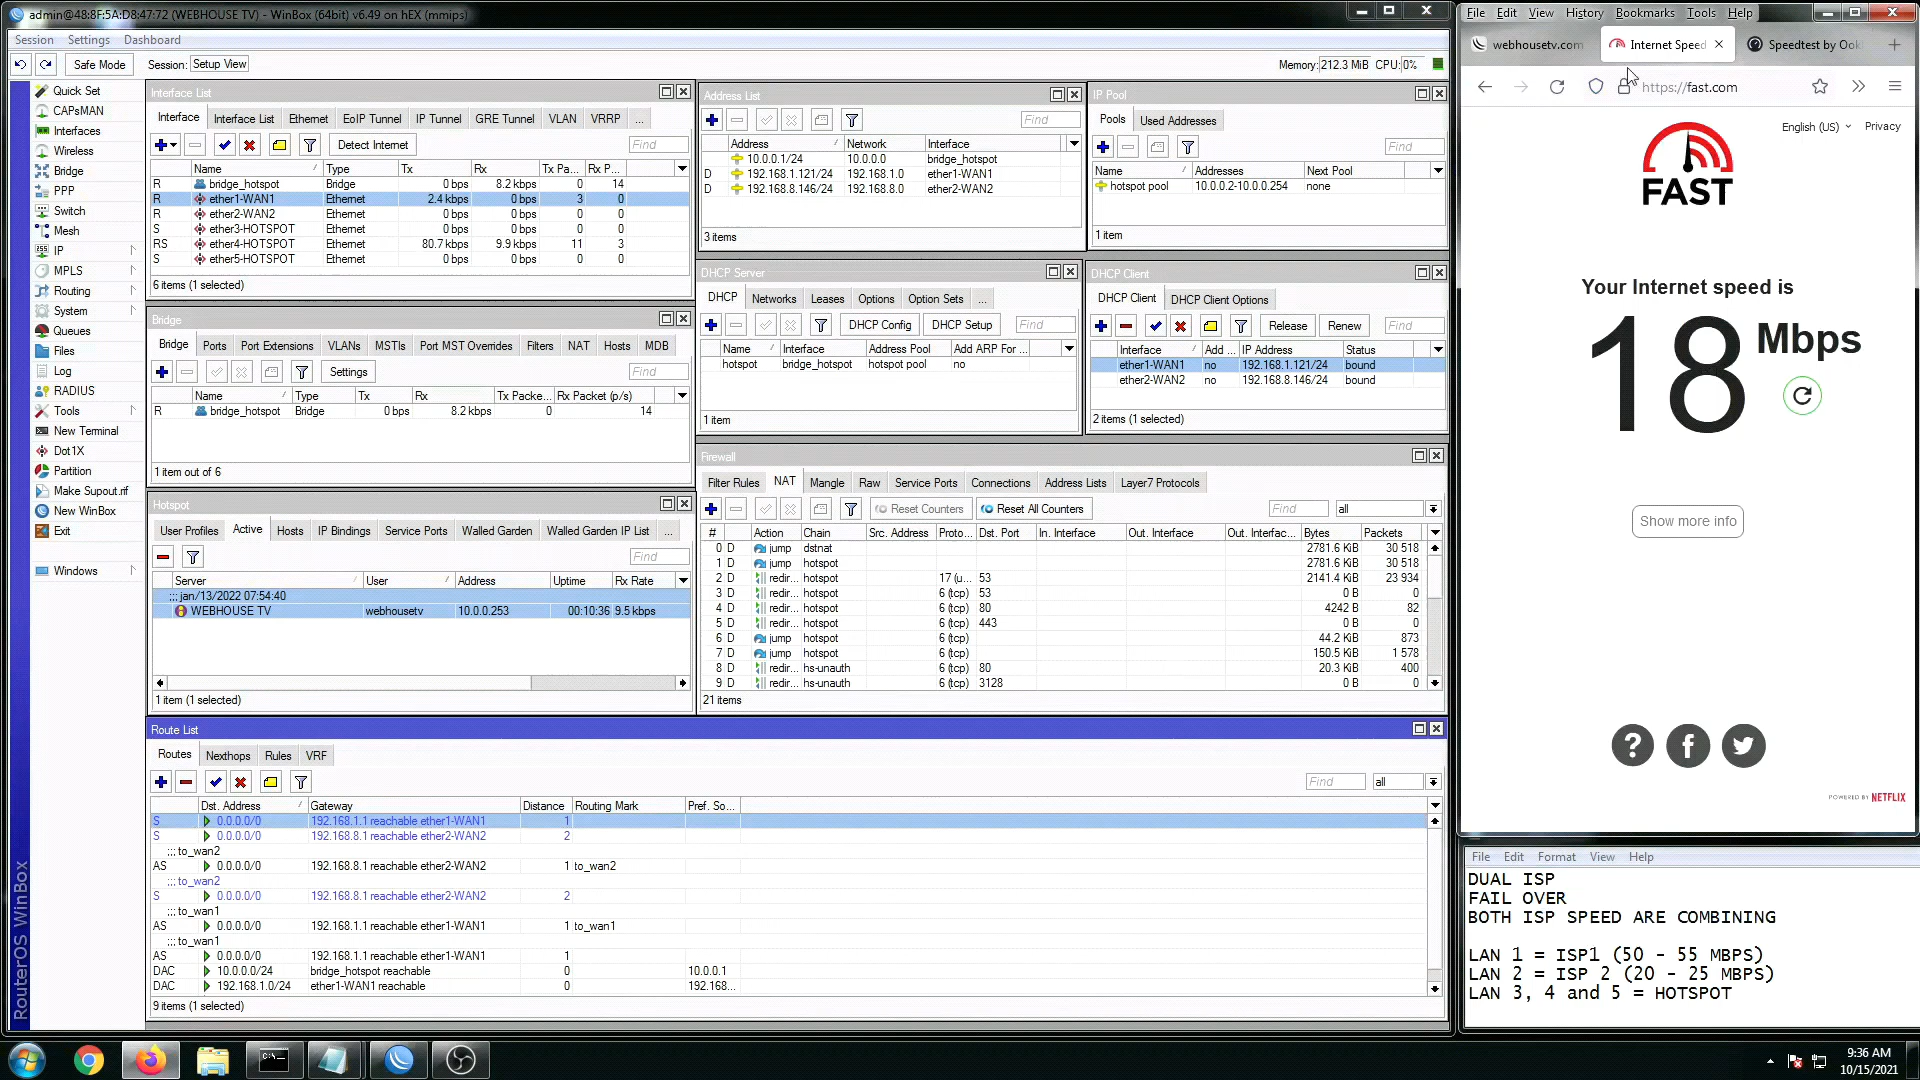 admin@48:8F:5A:D8:47:72 (WEBHOUSE TV) - WinBox (64bit) v6.49 on hEX (mmips)
Session Settings Dashboard
Safe Mode Session: Setup View Memory: 212.3 MiB CPU: 0%
Quick Set
CAPsMAN
Interfaces
Wireless
Bridge
PPP
Switch
Mesh
IP
MPLS
Routing
System
Queues
Files
Log
RADIUS
Tools
New Terminal
Dot1X
Partition
Make Supout.rif
New WinBox
Exit
Windows
RouterOS WinBox
Interface List
Interface Interface List Ethernet EoIP Tunnel IP Tunnel GRE Tunnel VLAN VRRP ...
Detect Internet Find
Name Type Tx Rx Tx Pa... Rx P...
R bridge_hotspot Bridge 0 bps 8.2 kbps 0 14
R ether1-WAN1 Ethernet 2.4 kbps 0 bps 3 0
R ether2-WAN2 Ethernet 0 bps 0 bps 0 0
S ether3-HOTSPOT Ethernet 0 bps 0 bps 0 0
RS ether4-HOTSPOT Ethernet 80.7 kbps 9.9 kbps 11 3
S ether5-HOTSPOT Ethernet 0 bps 0 bps 0 0
6 items (1 selected)
Bridge
Bridge Ports Port Extensions VLANs MSTIs Port MST Overrides Filters NAT Hosts MDB
Settings Find
Name Type Tx Rx Tx Packe... Rx Packet (p/s)
R bridge_hotspot Bridge 0 bps 8.2 kbps 0 14
1 item out of 6
Hotspot
User Profiles Active Hosts IP Bindings Service Ports Walled Garden Walled Garden IP List ...
Find
Server User Address Uptime Rx Rate
;;; jan/13/2022 07:54:40
WEBHOUSE TV webhousetv 10.0.0.253 00:10:36 9.5 kbps
1 item (1 selected)
Address List
Find
Address Network Interface
10.0.0.1/24 10.0.0.0 bridge_hotspot
D 192.168.1.121/24 192.168.1.0 ether1-WAN1
D 192.168.8.146/24 192.168.8.0 ether2-WAN2
3 items
IP Pool
Pools Used Addresses
Find
Name Addresses Next Pool
hotspot pool 10.0.0.2-10.0.0.254 none
1 item
DHCP Server
DHCP Networks Leases Options Option Sets ...
DHCP Config DHCP Setup Find
Name Interface Address Pool Add ARP For ...
hotspot bridge_hotspot hotspot pool no
1 item
DHCP Client
DHCP Client DHCP Client Options
Release Renew Find
Interface Add ... IP Address Status
ether1-WAN1 no 192.168.1.121/24 bound
ether2-WAN2 no 192.168.8.146/24 bound
2 items (1 selected)
Firewall
Filter Rules NAT Mangle Raw Service Ports Connections Address Lists Layer7 Protocols
Reset Counters Reset All Counters Find all
# Action Chain Src. Address Proto... Dst. Port In. Interface Out. Interface Out. Interfac... Bytes Packets
0 D jump dstnat 2781.6 KiB 30 518
1 D jump hotspot 2781.6 KiB 30 518
2 D redir... hotspot 17 (u... 53 2141.4 KiB 23 934
3 D redir... hotspot 6 (tcp) 53 0 B 0
4 D redir... hotspot 6 (tcp) 80 4242 B 82
5 D redir... hotspot 6 (tcp) 443 0 B 0
6 D jump hotspot 6 (tcp) 44.2 KiB 873
7 D jump hotspot 6 (tcp) 150.5 KiB 1 578
8 D redir... hs-unauth 6 (tcp) 80 20.3 KiB 400
9 D redir... hs-unauth 6 (tcp) 3128 0 B 0
21 items
Route List
Routes Nexthops Rules VRF
Find all
Dst. Address Gateway Distance Routing Mark Pref. So...
S 0.0.0.0/0 192.168.1.1 reachable ether1-WAN1 1
S 0.0.0.0/0 192.168.8.1 reachable ether2-WAN2 2
;;; to_wan2
AS 0.0.0.0/0 192.168.8.1 reachable ether2-WAN2 1 to_wan2
;;; to_wan2
S 0.0.0.0/0 192.168.8.1 reachable ether2-WAN2 2
;;; to_wan1
AS 0.0.0.0/0 192.168.1.1 reachable ether1-WAN1 1 to_wan1
;;; to_wan1
AS 0.0.0.0/0 192.168.1.1 reachable ether1-WAN1 1
DAC 10.0.0.0/24 bridge_hotspot reachable 0 10.0.0.1
DAC 192.168.1.0/24 ether1-WAN1 reachable 0 192.168...
9 items (1 selected)
File Edit View History Bookmarks Tools Help
webhousetv.com Internet Speed Speedtest by Ook
https://fast.com
English (US) Privacy
FAST
Your Internet speed is
18 Mbps
Show more info
POWERED BY NETFLIX
File Edit Format View Help
DUAL ISP
FAIL OVER
BOTH ISP SPEED ARE COMBINING
LAN 1 = ISP1 (50 - 55 MBPS)
LAN 2 = ISP 2 (20 - 25 MBPS)
LAN 3, 4 and 5 = HOTSPOT
9:36 AM
10/15/2021